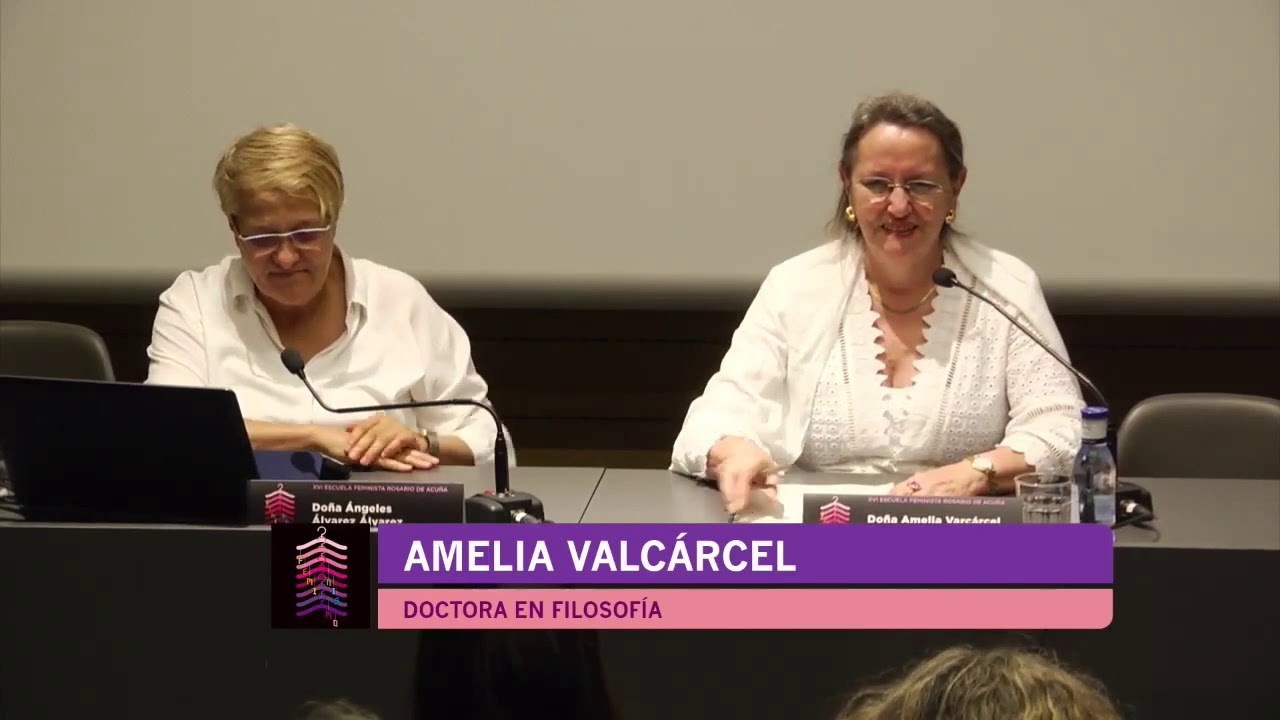 XVI ESCUELA FEMINISTA ROSARIO DE ACUÑA
Doña Ángeles
Álvarez Álvarez
XVI ESCUELA FEMINISTA ROSARIO DE ACUÑA
Doña Amelia Varcárcel
AMELIA VALCÁRCEL
DOCTORA EN FILOSOFÍA